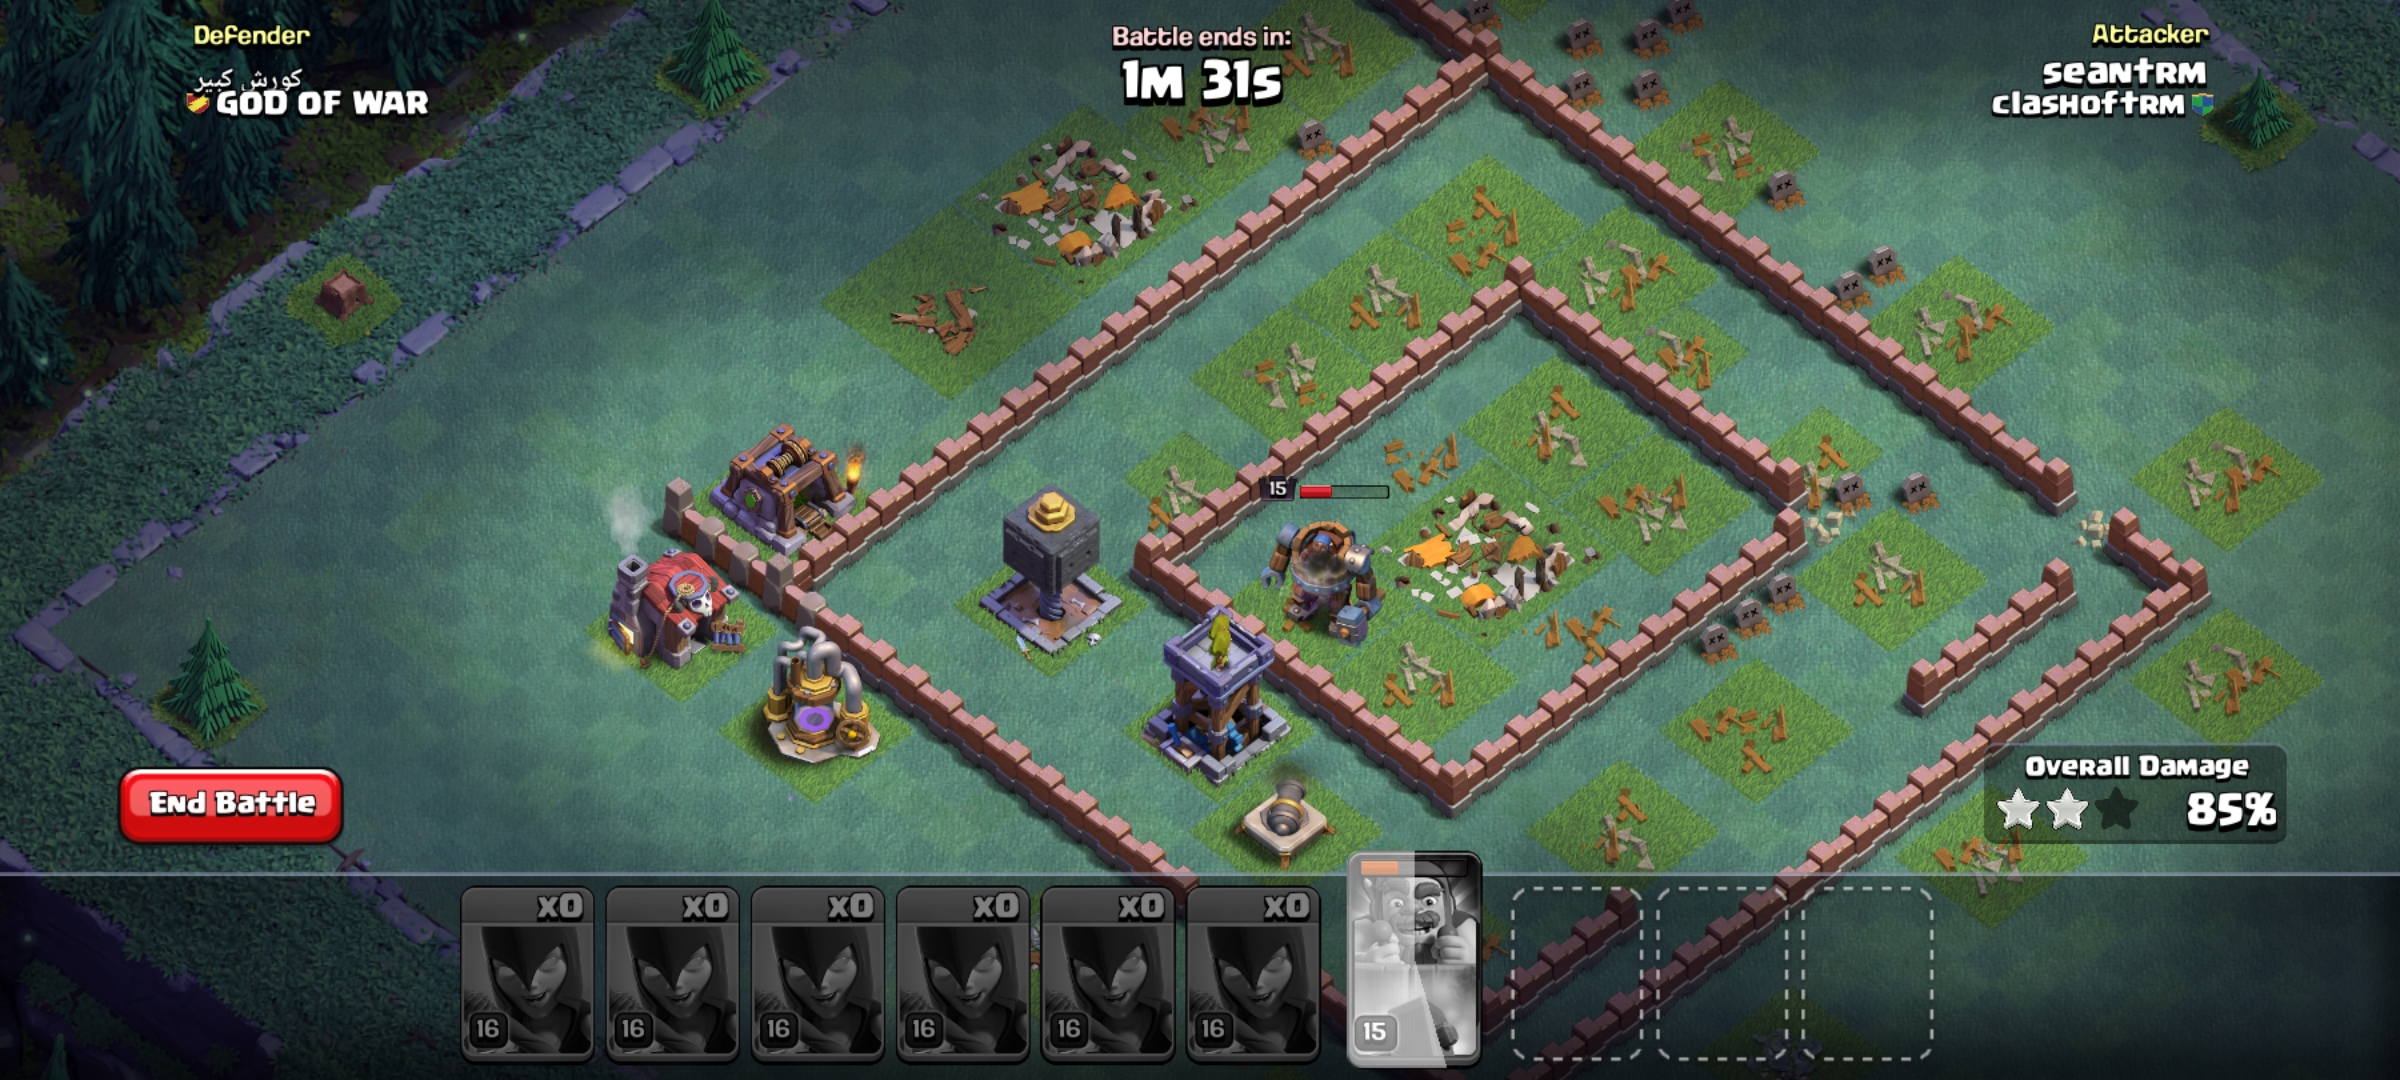 Defender
کورش کبیر
GOD OF WAR
Battle ends in:
1M 31S
Attacker
seantrm
clashoftrm
15
End Battle
Overall Damage
85%
x0
x0
x0
x0
x0
x0
16
16
16
16
16
16
15